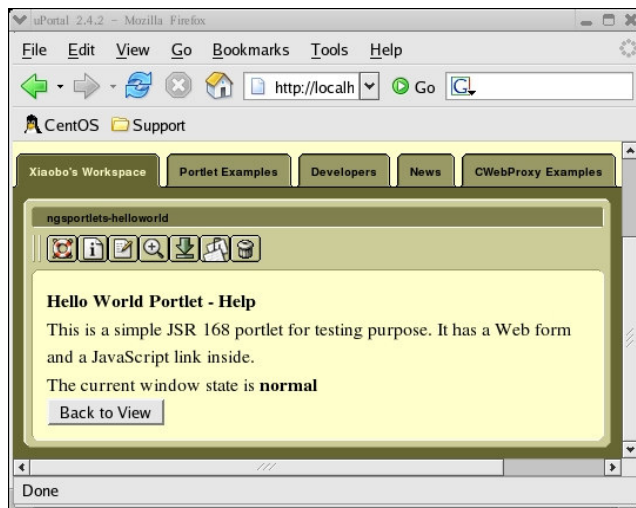 uPortal 2.4.2 - Mozilla Firefox
File Edit View Go Bookmarks Tools Help
http://localh Go G
CentOS Support
Xiaobo's Workspace Portlet Examples Developers News CWebProxy Examples
ngsportlets-helloworld
Hello World Portlet - Help
This is a simple JSR 168 portlet for testing purpose. It has a Web form
and a JavaScript link inside.
The current window state is normal
Back to View
Done